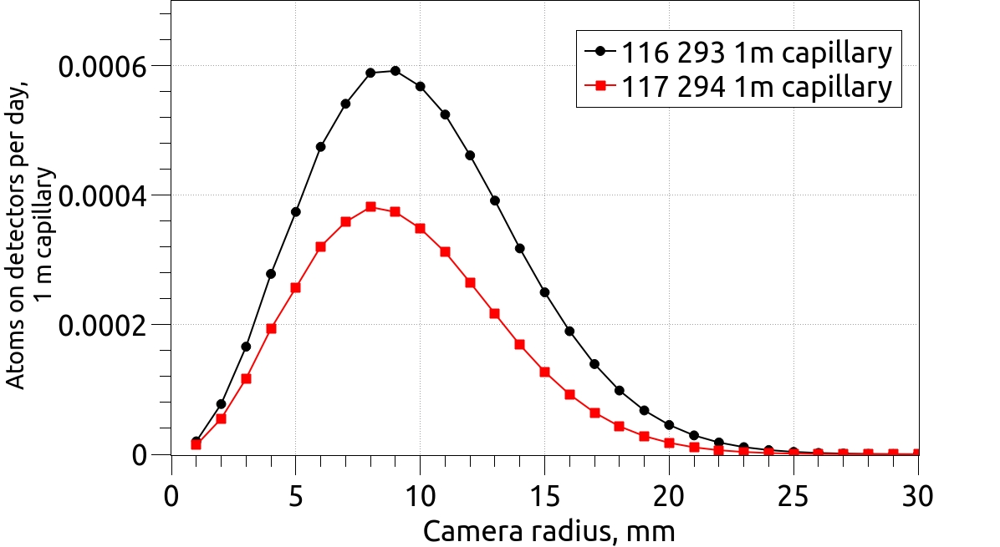 Atoms on detectors per day,
1 m capillary
0.0006
0.0004
0.0002
0
116 293 1m capillary
117 294 1m capillary
0 5 10 15 20 25 30
Camera radius, mm